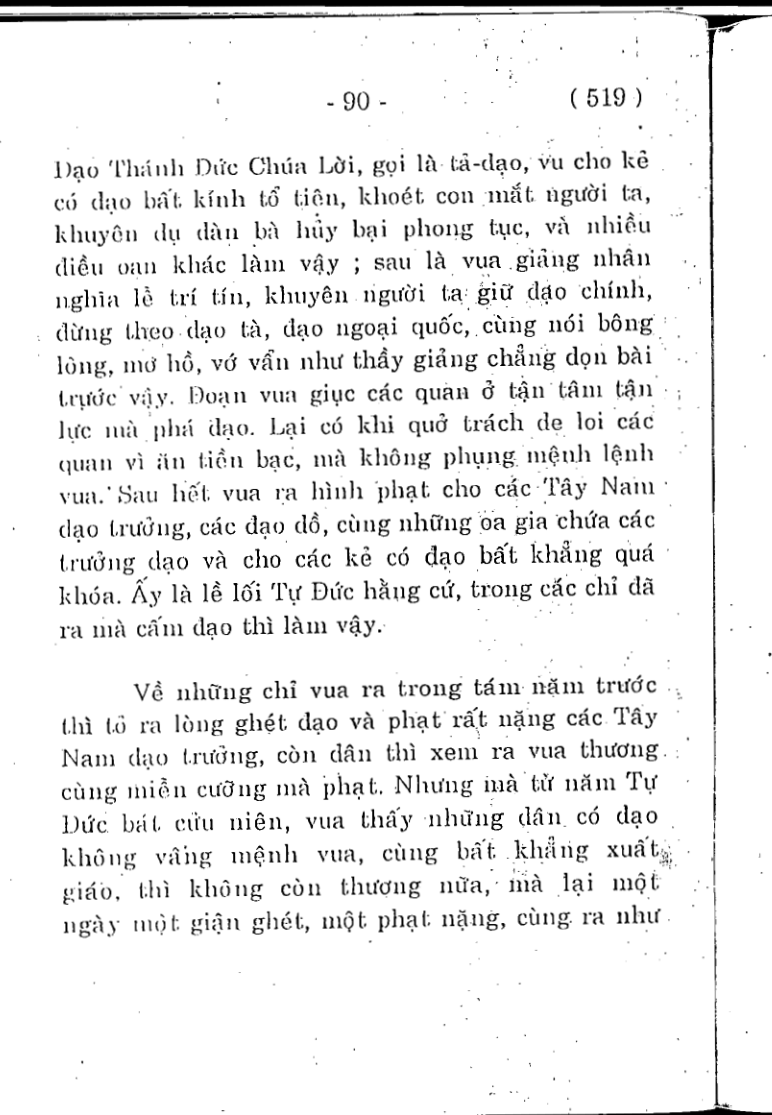 - 90 -
( 519 )
Đạo Thánh Đức Chúa Lời, gọi là tả-dạo, vu cho kẻ
có đạo bất kính tổ tiện, khoét con mắt người ta,
khuyên dụ dàn bà hủy bại phong tục, và nhiều
điều oan khác làm vậy ; sau là vua giảng nhân
nghĩa lễ trí tín, khuyên người ta giữ đạo chính,
đừng theo đạo tà, đạo ngoại quốc, cùng nói bông
lông, mơ hồ, vớ vẩn như thầy giảng chẳng dọn bài
trước vậy. Đoạn vua giục các quan ở tận tâm tận
lực mà phá đạo. Lại có khi quở trách de loi các
quan vì ăn tiền bạc, mà không phụng mệnh lệnh
vua. Sau hết vua ra hình phạt cho các Tây Nam
đạo trưởng, các đạo đồ, cùng những oa gia chứa các
trưởng đạo và cho các kẻ có đạo bất khẳng quá
khóa. Ấy là lề lối Tự Đức hằng cứ, trong các chỉ đã
ra mà cấm đạo thì làm vậy.
Về những chỉ vua ra trong tám năm trước
thì tỏ ra lòng ghét đạo và phạt rất nặng các Tây
Nam đạo trưởng, còn dân thì xem ra vua thương
cùng miễn cưỡng mà phạt. Nhưng mà từ năm Tự
Đức bát cửu niên, vua thấy những dân có đạo
không vâng mệnh vua, cùng bất khẳng xuất
giáo, thì không còn thương nữa, mà lại một
ngày một giận ghét, một phạt nặng, cùng ra như